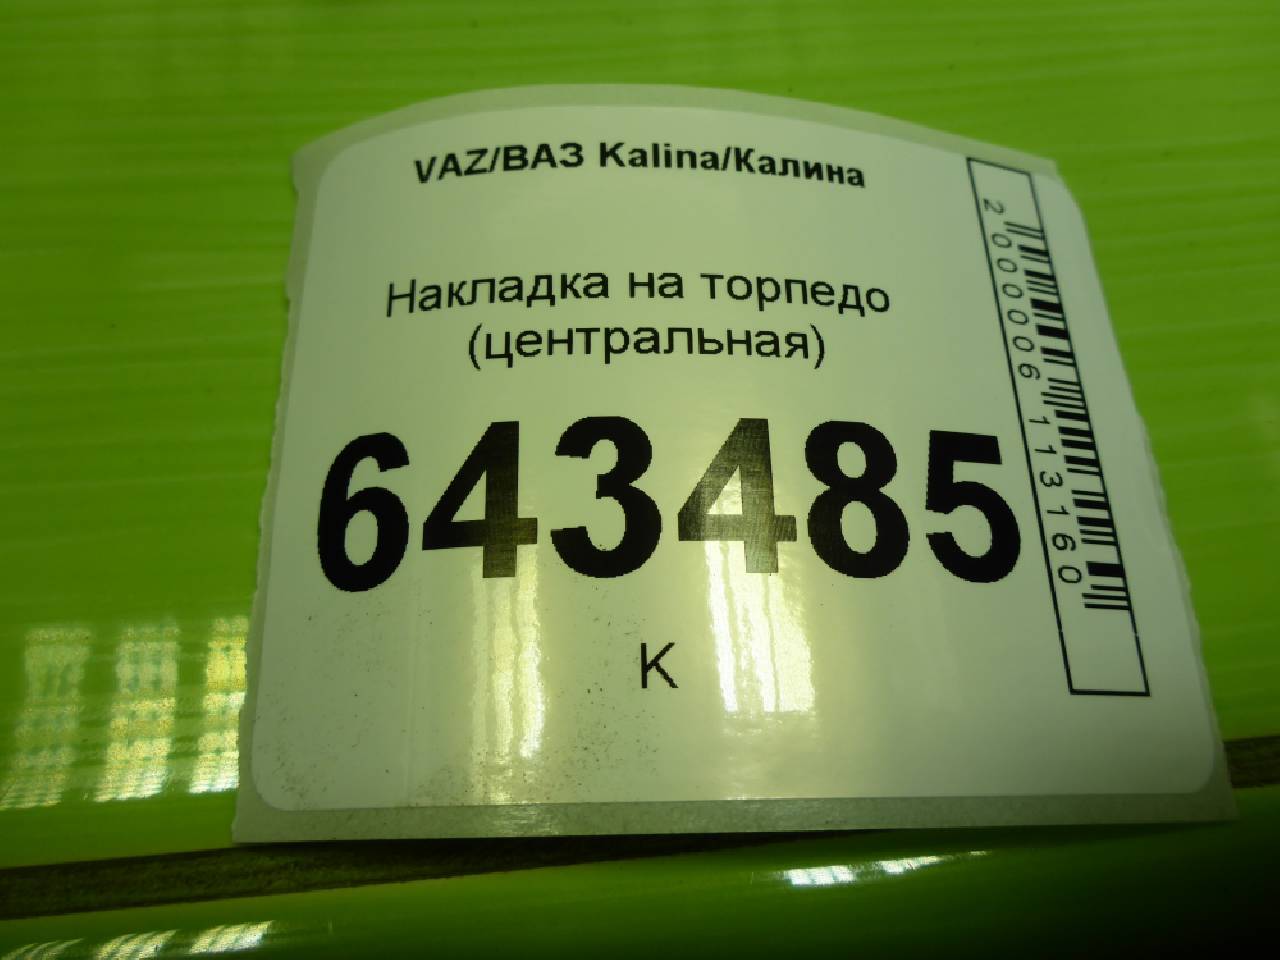 VAZ/ВАЗ Kalina/Калина
Накладка на торпедо
(центральная)
643485
К
2000006113160